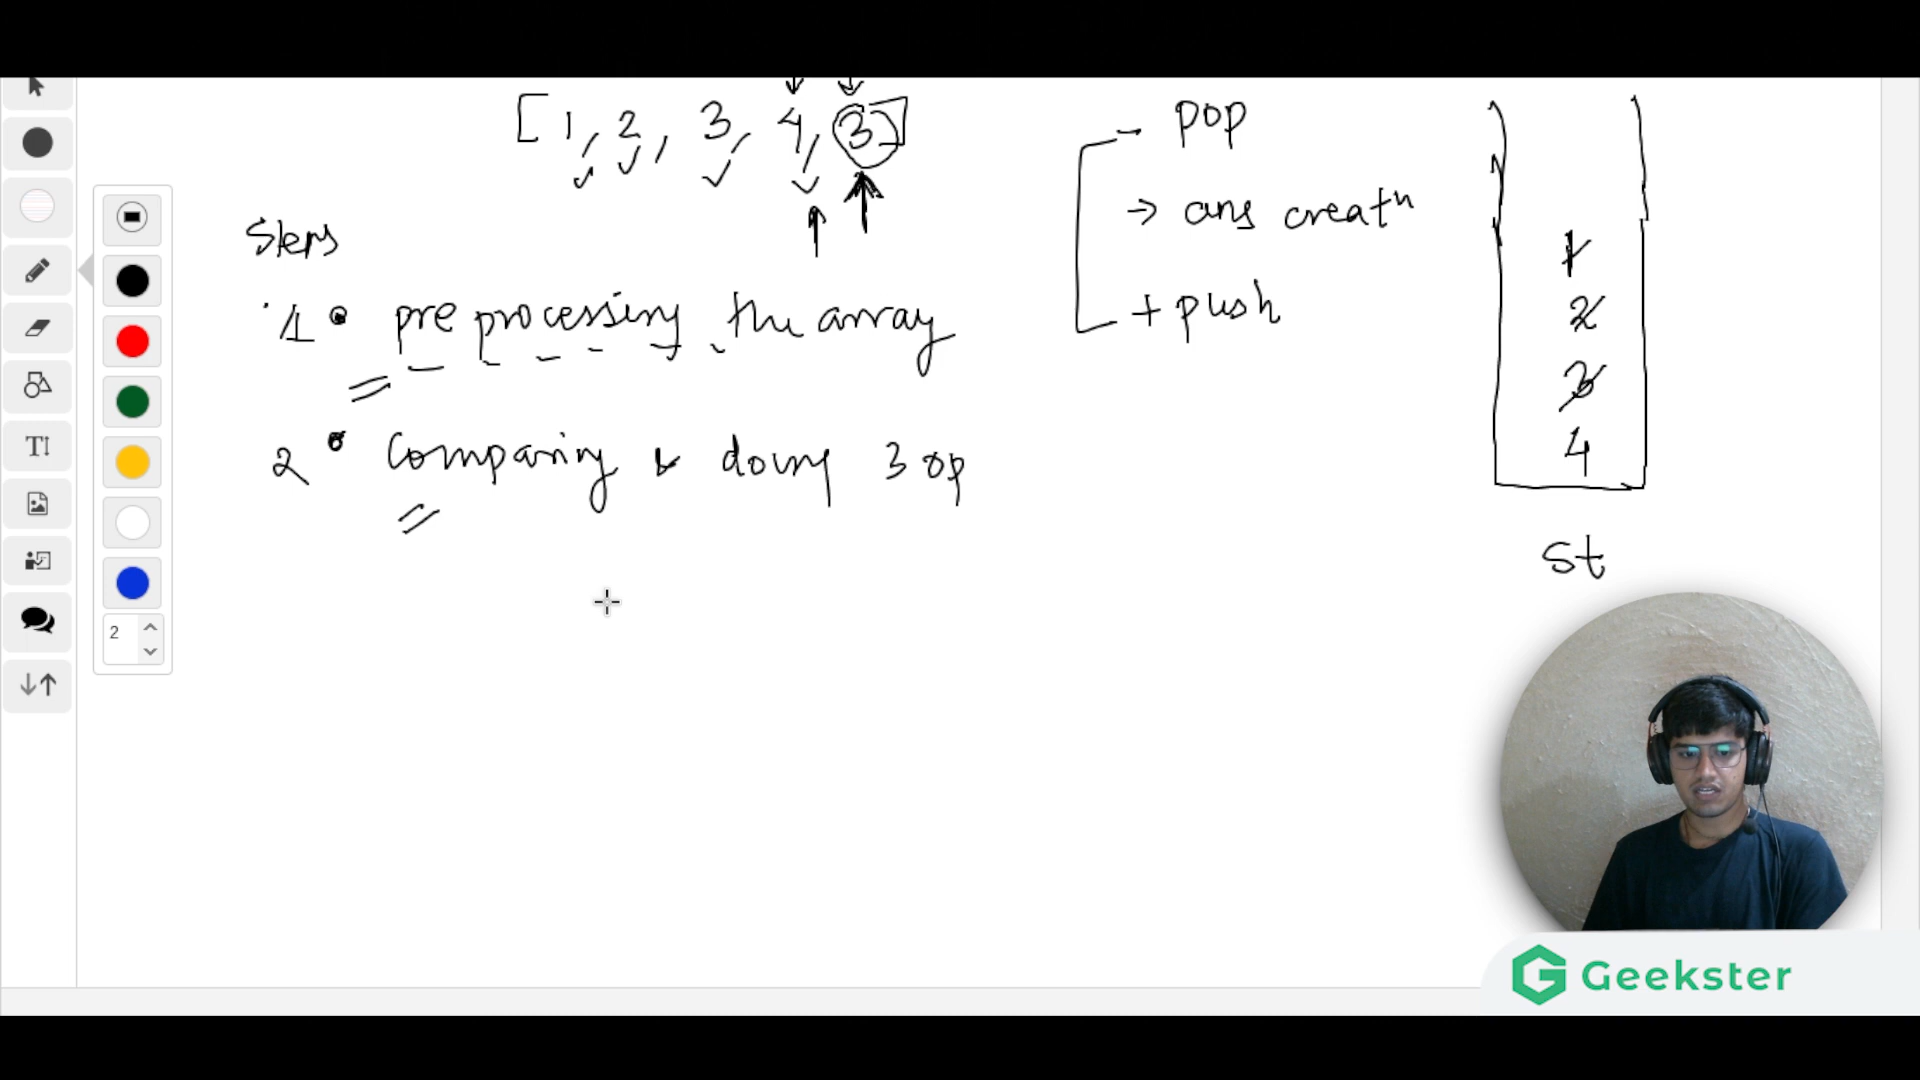 [1, 2, 3, 4, 3]
Steps
1. pre processing the array
2. Comparing & doing 3 op
- pop
→ ans creatⁿ
+ push
1
2
3
4
st
TI
2
Geekster